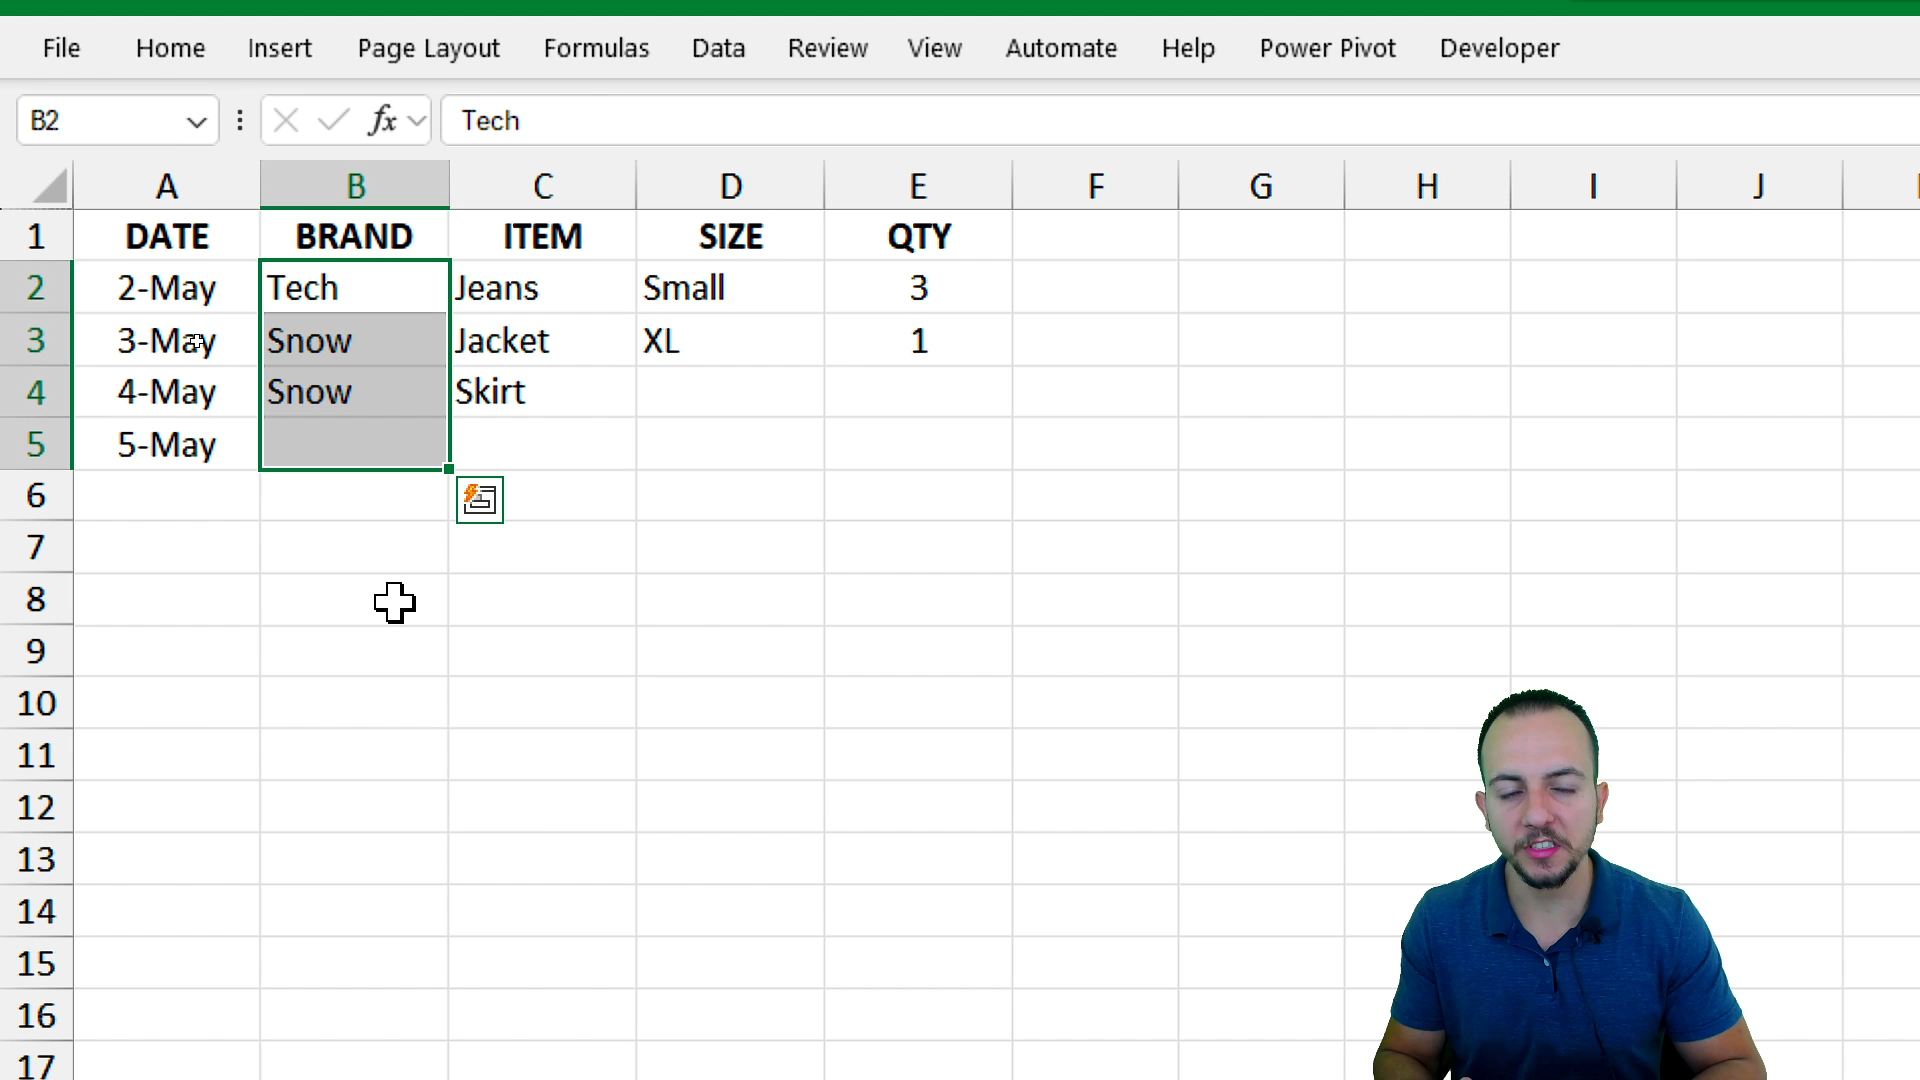 File Home Insert Page Layout Formulas Data Review View Automate Help Power Pivot Developer
B2 fx Tech
A B C D E F G H I J
1 DATE BRAND ITEM SIZE QTY
2 2-May Tech Jeans Small 3
3 3-May Snow Jacket XL 1
4 4-May Snow Skirt
5 5-May
6
7
8
9
10
11
12
13
14
15
16
17